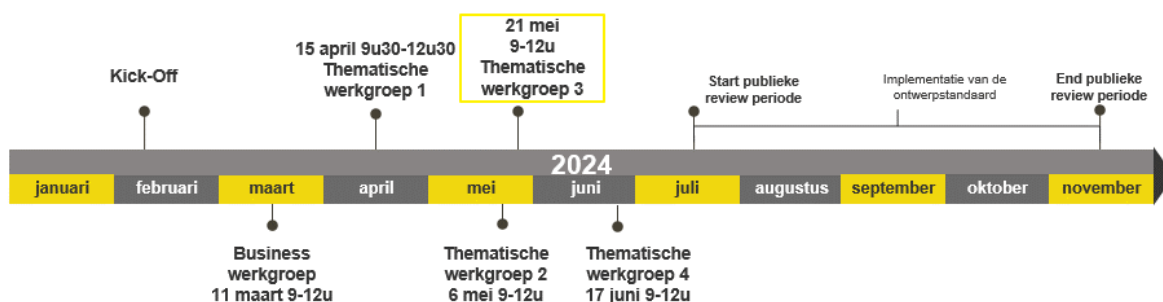 Kick-Off
15 april 9u30-12u30
Thematische
werkgroep 1
21 mei
9-12u
Thematische
werkgroep 3
Start publieke
review periode
Implementatie van de
ontwerpstandaard
End publieke
review periode
2024
januari februari maart april mei juni juli augustus september oktober november
Business
werkgroep
11 maart 9-12u
Thematische
werkgroep 2
6 mei 9-12u
Thematische
werkgroep 4
17 juni 9-12u